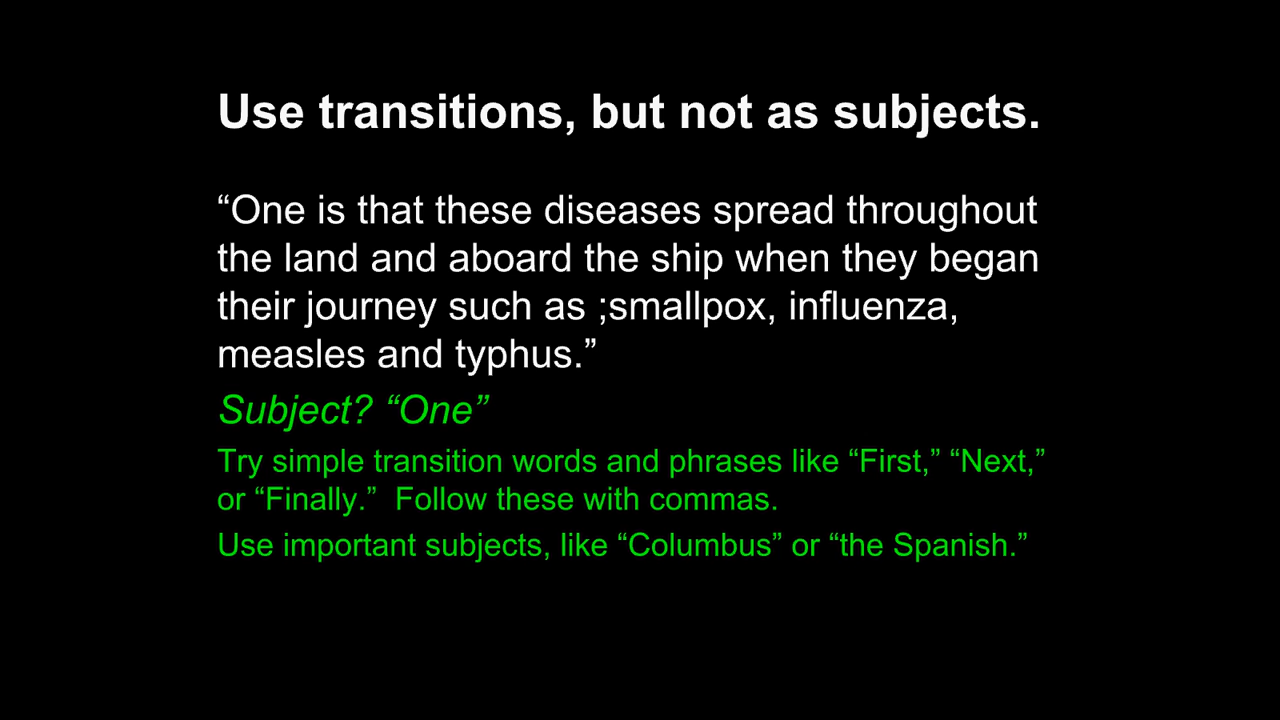 Use transitions, but not as subjects.
“One is that these diseases spread throughout
the land and aboard the ship when they began
their journey such as ;smallpox, influenza,
measles and typhus.”
Subject? “One”
Try simple transition words and phrases like “First,” “Next,”
or “Finally.”  Follow these with commas.
Use important subjects, like “Columbus” or “the Spanish.”